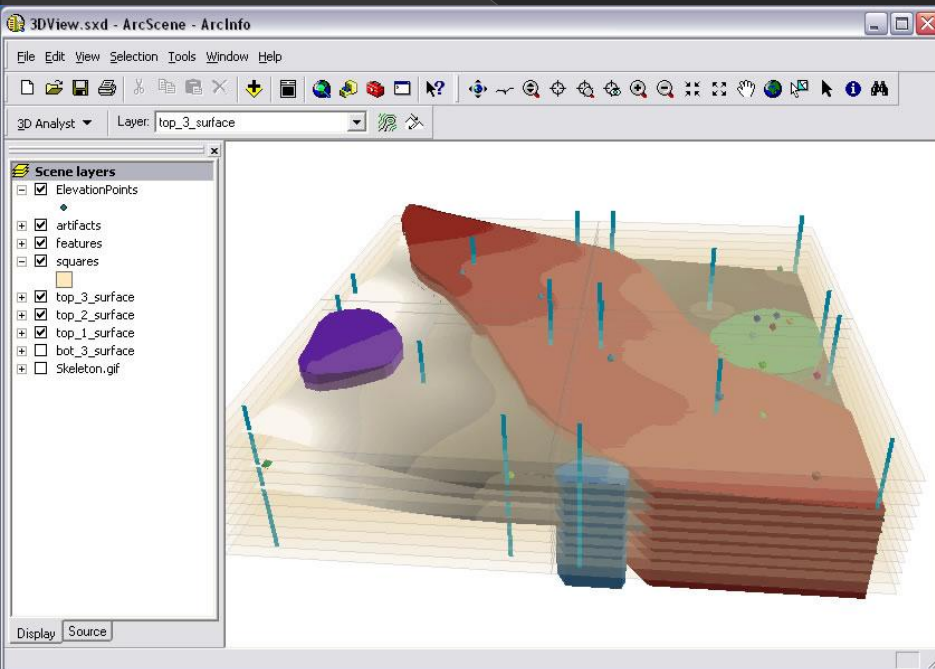 3DView.sxd - ArcScene - ArcInfo
File Edit View Selection Tools Window Help
3D Analyst Layer: top_3_surface
Scene layers
ElevationPoints
artifacts
features
squares
top_3_surface
top_2_surface
top_1_surface
bot_3_surface
Skeleton.gif
Display Source